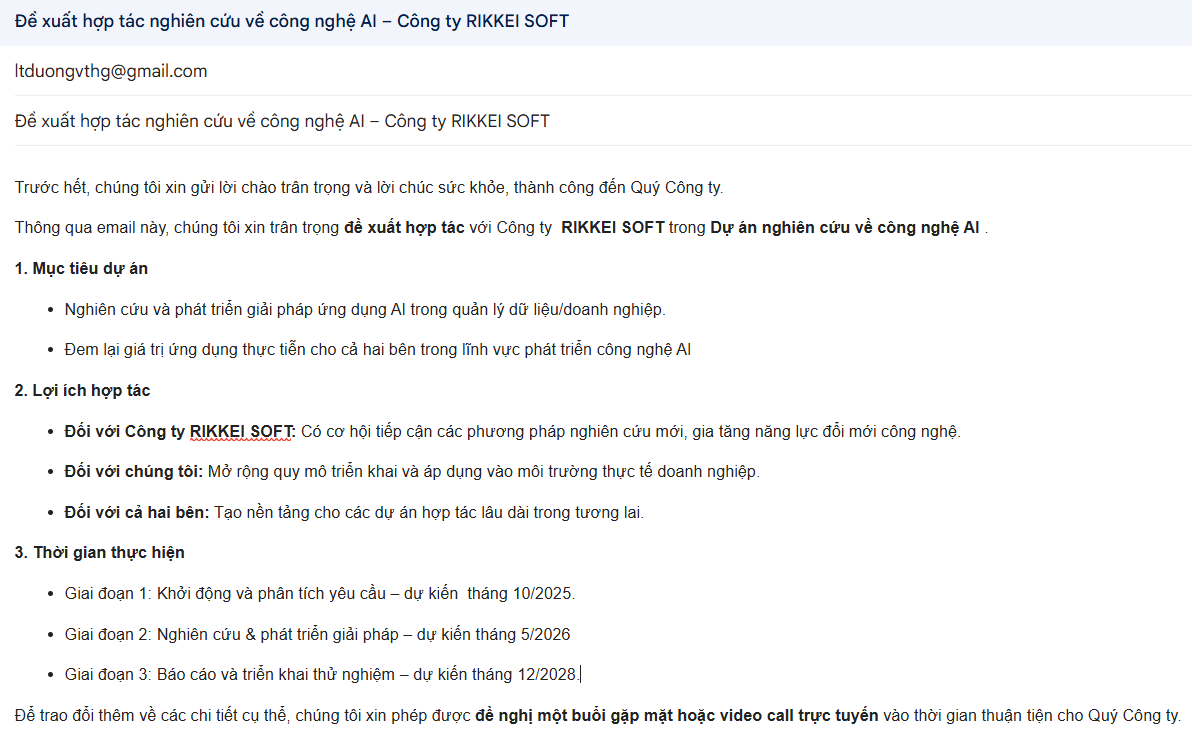 Đề xuất hợp tác nghiên cứu về công nghệ AI – Công ty RIKKEI SOFT
ltduongvthg@gmail.com
Đề xuất hợp tác nghiên cứu về công nghệ AI – Công ty RIKKEI SOFT
Trước hết, chúng tôi xin gửi lời chào trân trọng và lời chúc sức khỏe, thành công đến Quý Công ty.
Thông qua email này, chúng tôi xin trân trọng đề xuất hợp tác với Công ty  RIKKEI SOFT trong Dự án nghiên cứu về công nghệ AI .
1. Mục tiêu dự án
• Nghiên cứu và phát triển giải pháp ứng dụng AI trong quản lý dữ liệu/doanh nghiệp.
• Đem lại giá trị ứng dụng thực tiễn cho cả hai bên trong lĩnh vực phát triển công nghệ AI
2. Lợi ích hợp tác
• Đối với Công ty RIKKEI SOFT: Có cơ hội tiếp cận các phương pháp nghiên cứu mới, gia tăng năng lực đổi mới công nghệ.
• Đối với chúng tôi: Mở rộng quy mô triển khai và áp dụng vào môi trường thực tế doanh nghiệp.
• Đối với cả hai bên: Tạo nền tảng cho các dự án hợp tác lâu dài trong tương lai.
3. Thời gian thực hiện
• Giai đoạn 1: Khởi động và phân tích yêu cầu – dự kiến  tháng 10/2025.
• Giai đoạn 2: Nghiên cứu & phát triển giải pháp – dự kiến tháng 5/2026
• Giai đoạn 3: Báo cáo và triển khai thử nghiệm – dự kiến tháng 12/2028.
Để trao đổi thêm về các chi tiết cụ thể, chúng tôi xin phép được đề nghị một buổi gặp mặt hoặc video call trực tuyến vào thời gian thuận tiện cho Quý Công ty.